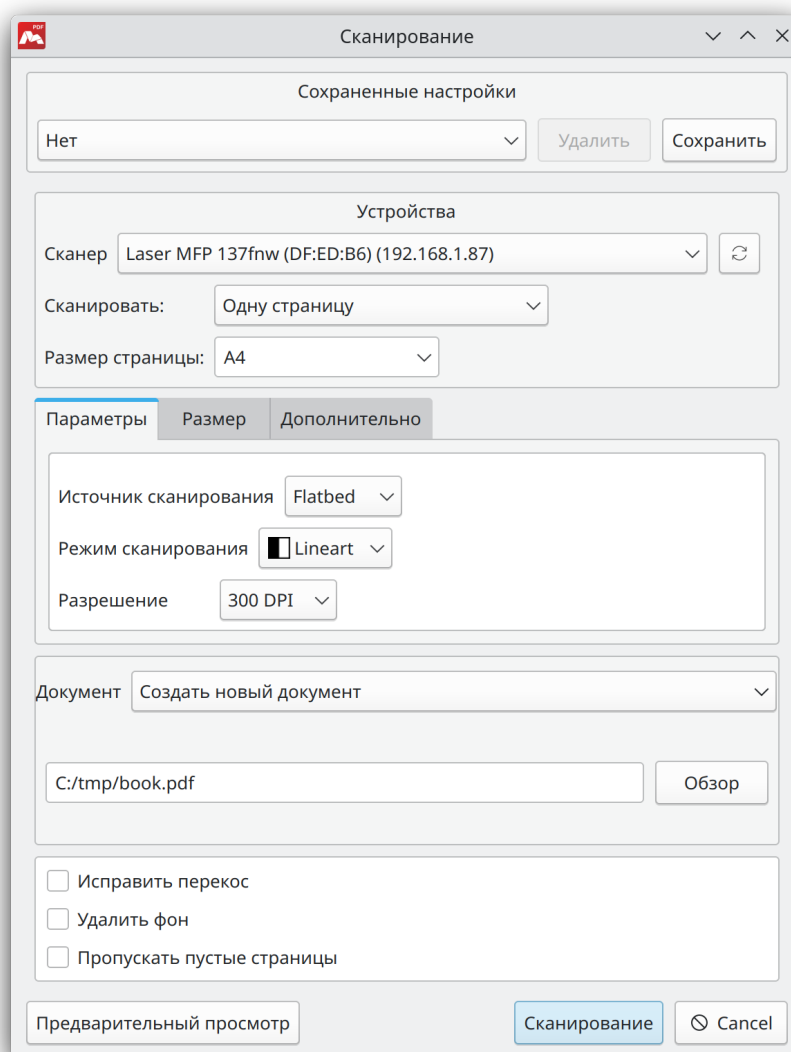 PDF
Сканирование
Сохраненные настройки
Нет
Удалить
Сохранить
Устройства
Сканер Laser MFP 137fnw (DF:ED:B6) (192.168.1.87)
Сканировать: Одну страницу
Размер страницы: A4
Параметры Размер Дополнительно
Источник сканирования Flatbed
Режим сканирования Lineart
Разрешение 300 DPI
Документ Создать новый документ
C:/tmp/book.pdf Обзор
Исправить перекос
Удалить фон
Пропускать пустые страницы
Предварительный просмотр Сканирование Cancel